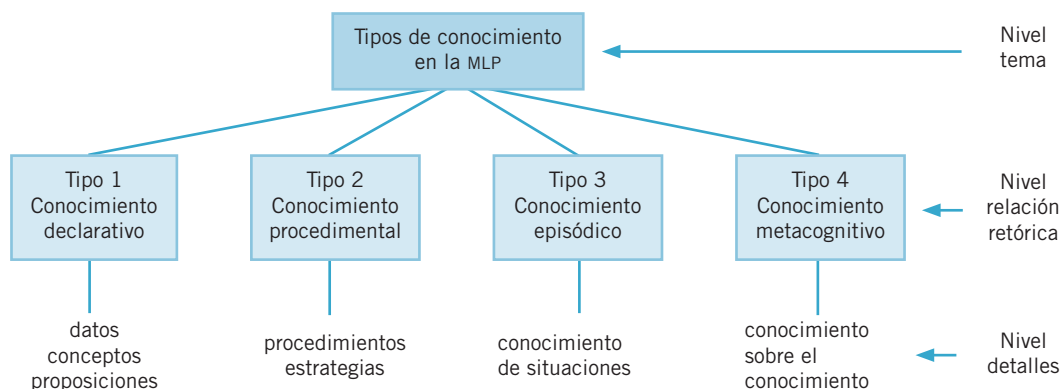 Tipos de conocimiento
en la MLP
Nivel
tema
Tipo 1
Conocimiento
declarativo
Tipo 2
Conocimiento
procedimental
Tipo 3
Conocimiento
episódico
Tipo 4
Conocimiento
metacognitivo
Nivel
relación
retórica
datos
conceptos
proposiciones
procedimientos
estrategias
conocimiento
de situaciones
conocimiento
sobre el
conocimiento
Nivel
detalles